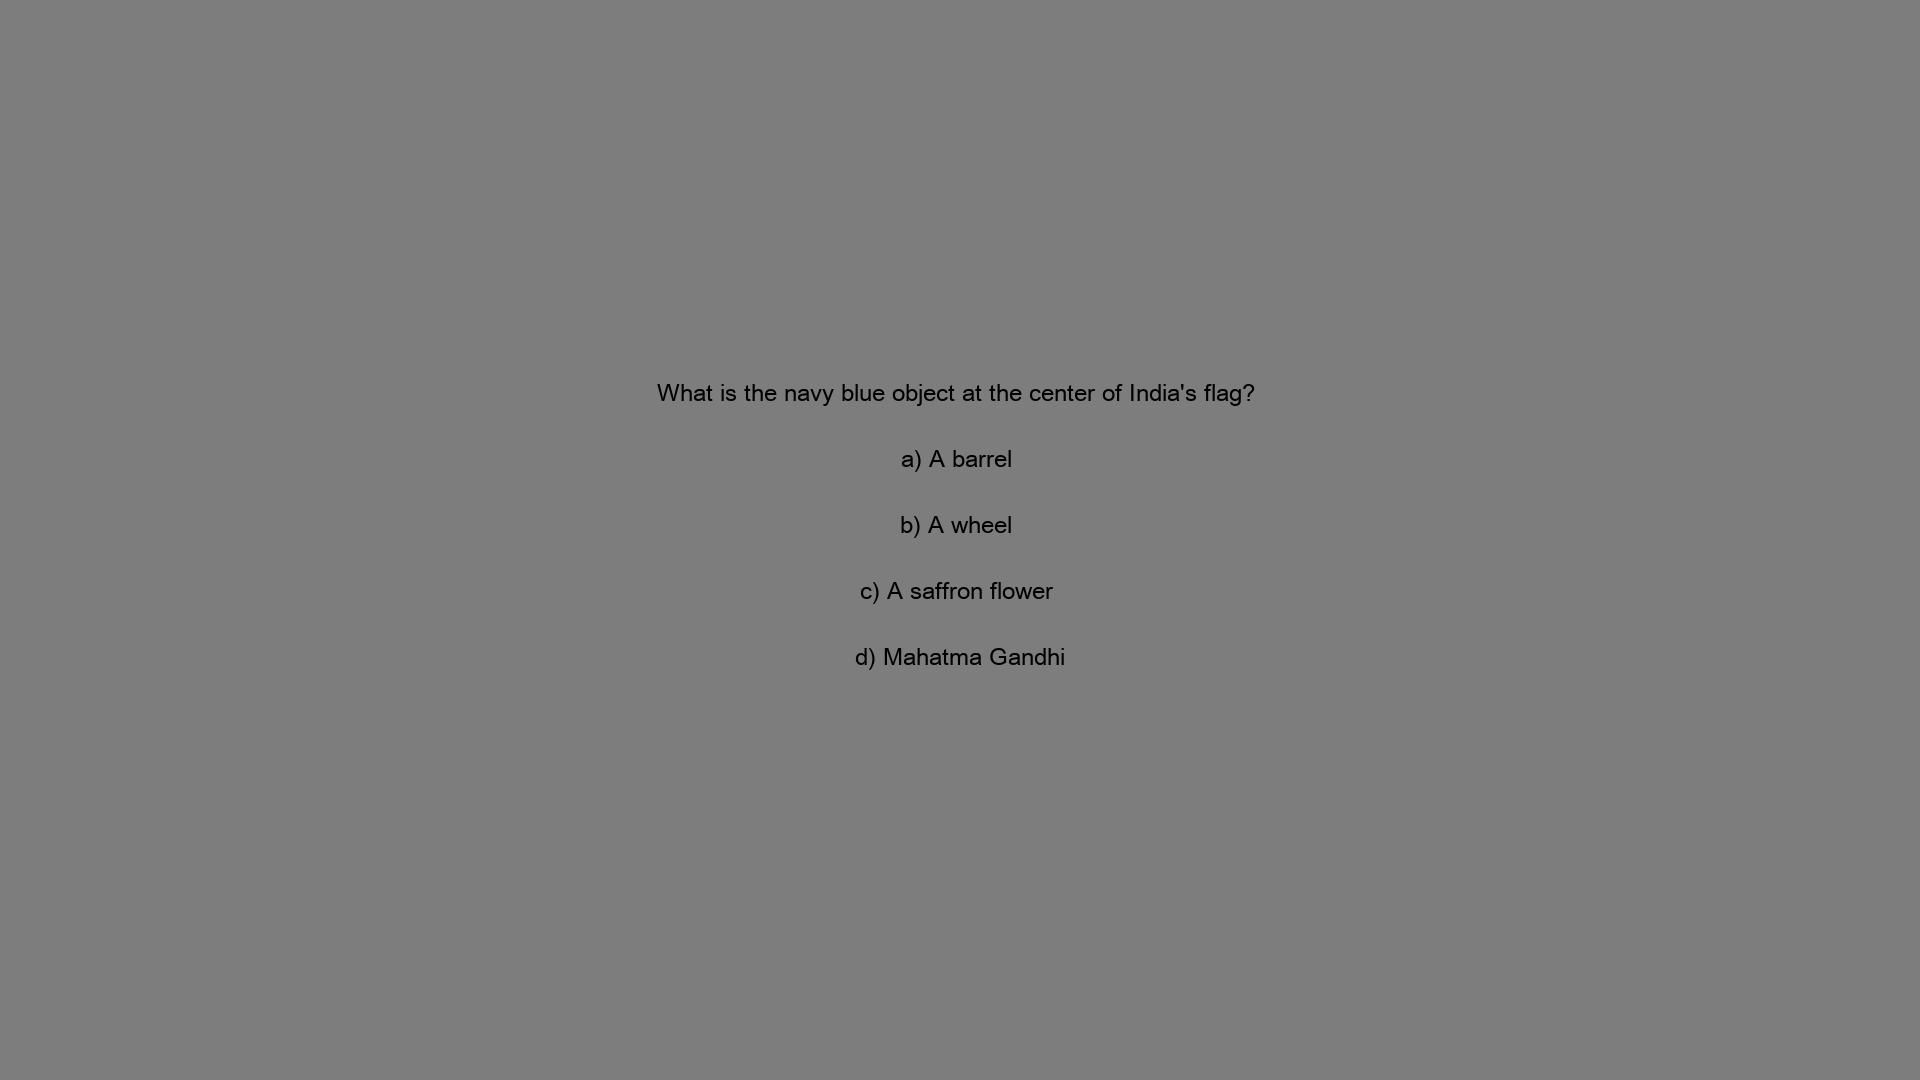 What is the navy blue object at the center of India's flag?
a) A barrel
b) A wheel
c) A saffron flower
d) Mahatma Gandhi